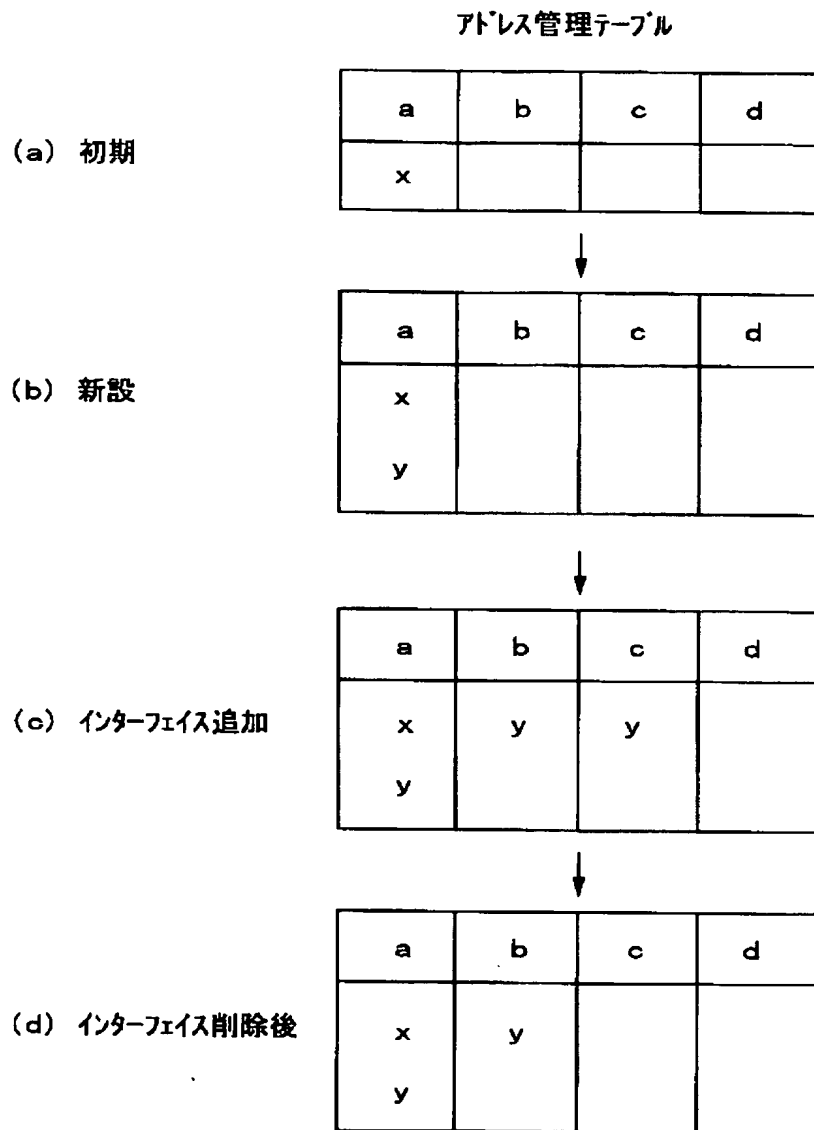 アドレス管理テーブル
a b c d
(a) 初期
x
a b c d
(b) 新設
x
y
a b c d
(c) インターフェイス追加
x y y
y
a b c d
(d) インターフェイス削除後
x y
y